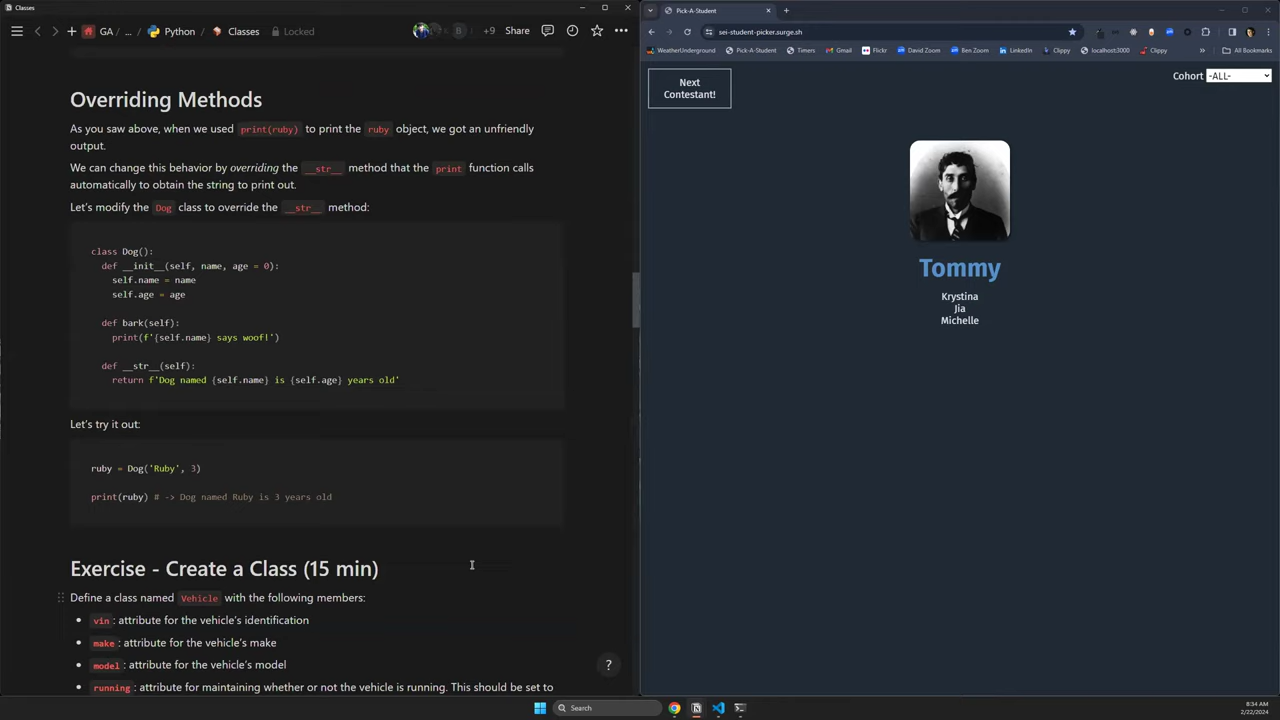 Classes
GA / ... / Python / Classes Locked
+9 Share
Overriding Methods
As you saw above, when we used print(ruby) to print the ruby object, we got an unfriendly
output.
We can change this behavior by overriding the __str__ method that the print function calls
automatically to obtain the string to print out.
Let's modify the Dog class to override the __str__ method:
class Dog():
def __init__(self, name, age = 0):
self.name = name
self.age = age
def bark(self):
print(f'{self.name} says woof!')
def __str__(self):
return f'Dog named {self.name} is {self.age} years old'
Let's try it out:
ruby = Dog('Ruby', 3)
print(ruby) # -> Dog named Ruby is 3 years old
Exercise - Create a Class (15 min)
Define a class named Vehicle with the following members:
• vin : attribute for the vehicle's identification
• make : attribute for the vehicle's make
• model : attribute for the vehicle's model
• running : attribute for maintaining whether or not the vehicle is running. This should be set to
?
Pick-A-Student
sei-student-picker.surge.sh
WeatherUnderground Pick-A-Student Timers Gmail Flickr David Zoom Ben Zoom LinkedIn Clippy localhost:3000 Clippy All Bookmarks
Next
Contestant!
Cohort -ALL-
Tommy
Krystina
Jia
Michelle
Search
8:34 AM
2/22/2024